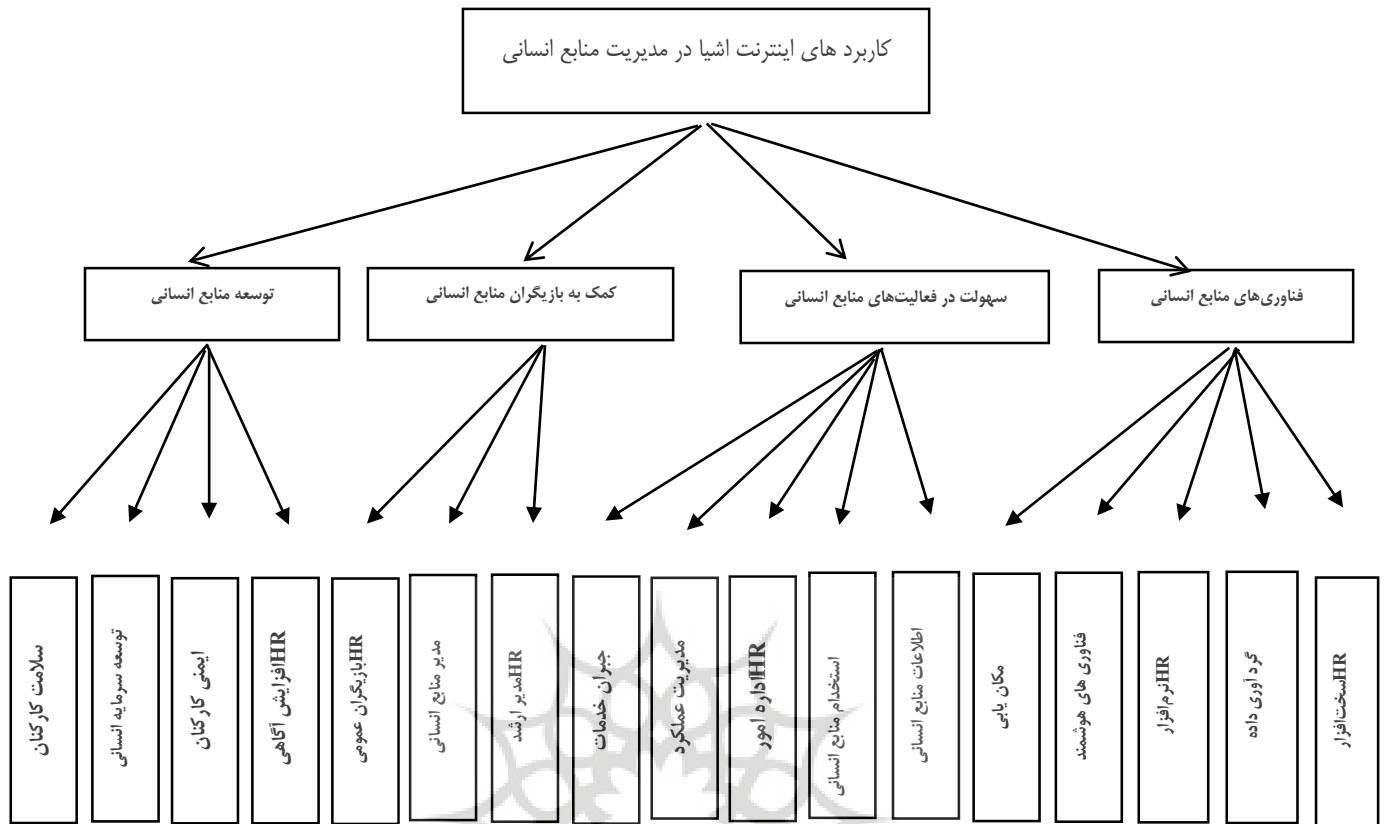 کاربرد های اینترنت اشیا در مدیریت منابع انسانی
فناوری‌های منابع انسانی
سهولت در فعالیت‌های منابع انسانی
کمک به بازیگران منابع انسانی
توسعه منابع انسانی
سخت‌افزارHR
گرد آوری داده
نرم‌افزارHR
فناوری های هوشمند
مکان یابی
اطلاعات منابع انسانی
استخدام منابع انسانی
اداره امورHR
مدیریت عملکرد
جبران خدمات
مدیر ارشدHR
مدیر منابع انسانی
بازیگران عمومیHR
افزایش آگاهیHR
ایمنی کارکنان
توسعه سرمایه انسانی
سلامت کارکنان